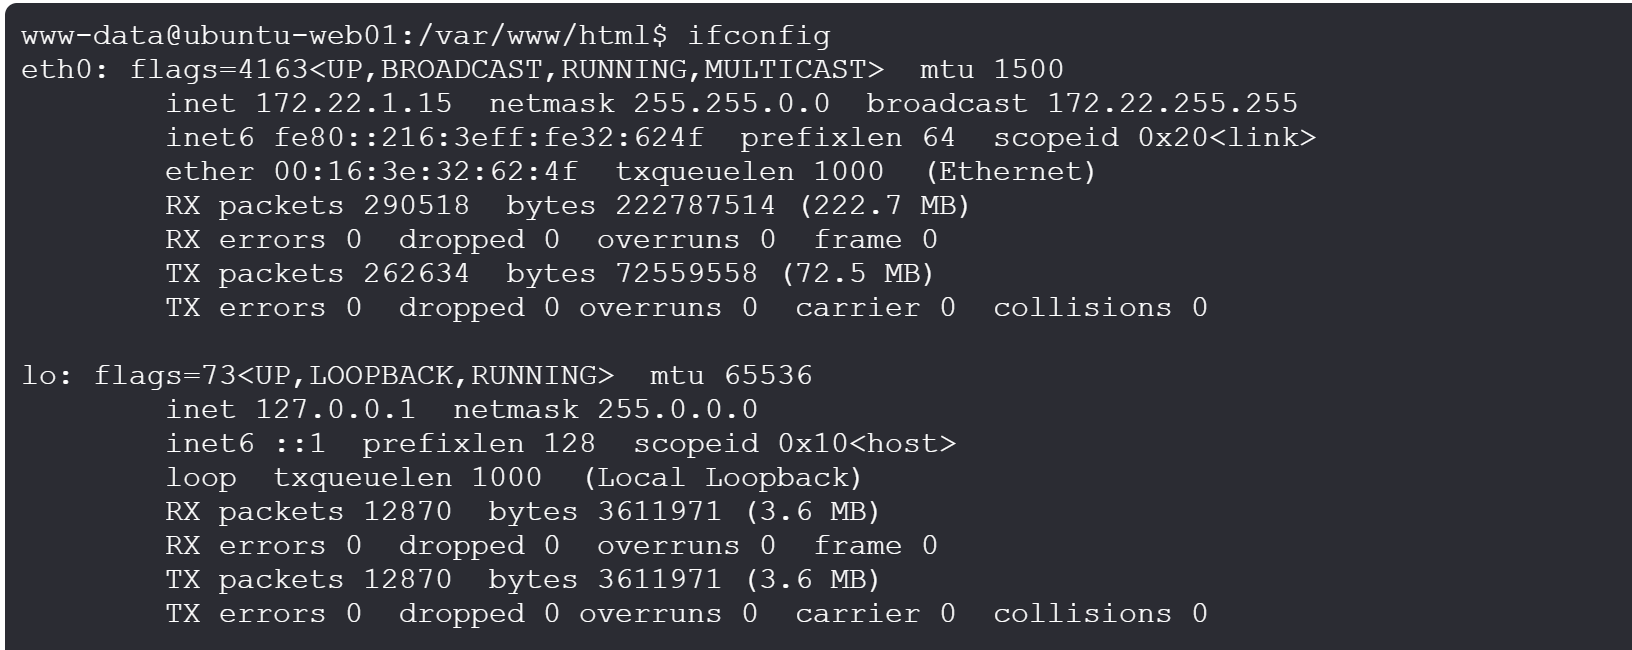 www-data@ubuntu-web01:/var/www/html$ ifconfig
eth0: flags=4163<UP,BROADCAST,RUNNING,MULTICAST>  mtu 1500
        inet 172.22.1.15  netmask 255.255.0.0  broadcast 172.22.255.255
        inet6 fe80::216:3eff:fe32:624f  prefixlen 64  scopeid 0x20<link>
        ether 00:16:3e:32:62:4f  txqueuelen 1000  (Ethernet)
        RX packets 290518  bytes 222787514 (222.7 MB)
        RX errors 0  dropped 0  overruns 0  frame 0
        TX packets 262634  bytes 72559558 (72.5 MB)
        TX errors 0  dropped 0 overruns 0  carrier 0  collisions 0

lo: flags=73<UP,LOOPBACK,RUNNING>  mtu 65536
        inet 127.0.0.1  netmask 255.0.0.0
        inet6 ::1  prefixlen 128  scopeid 0x10<host>
        loop  txqueuelen 1000  (Local Loopback)
        RX packets 12870  bytes 3611971 (3.6 MB)
        RX errors 0  dropped 0  overruns 0  frame 0
        TX packets 12870  bytes 3611971 (3.6 MB)
        TX errors 0  dropped 0 overruns 0  carrier 0  collisions 0